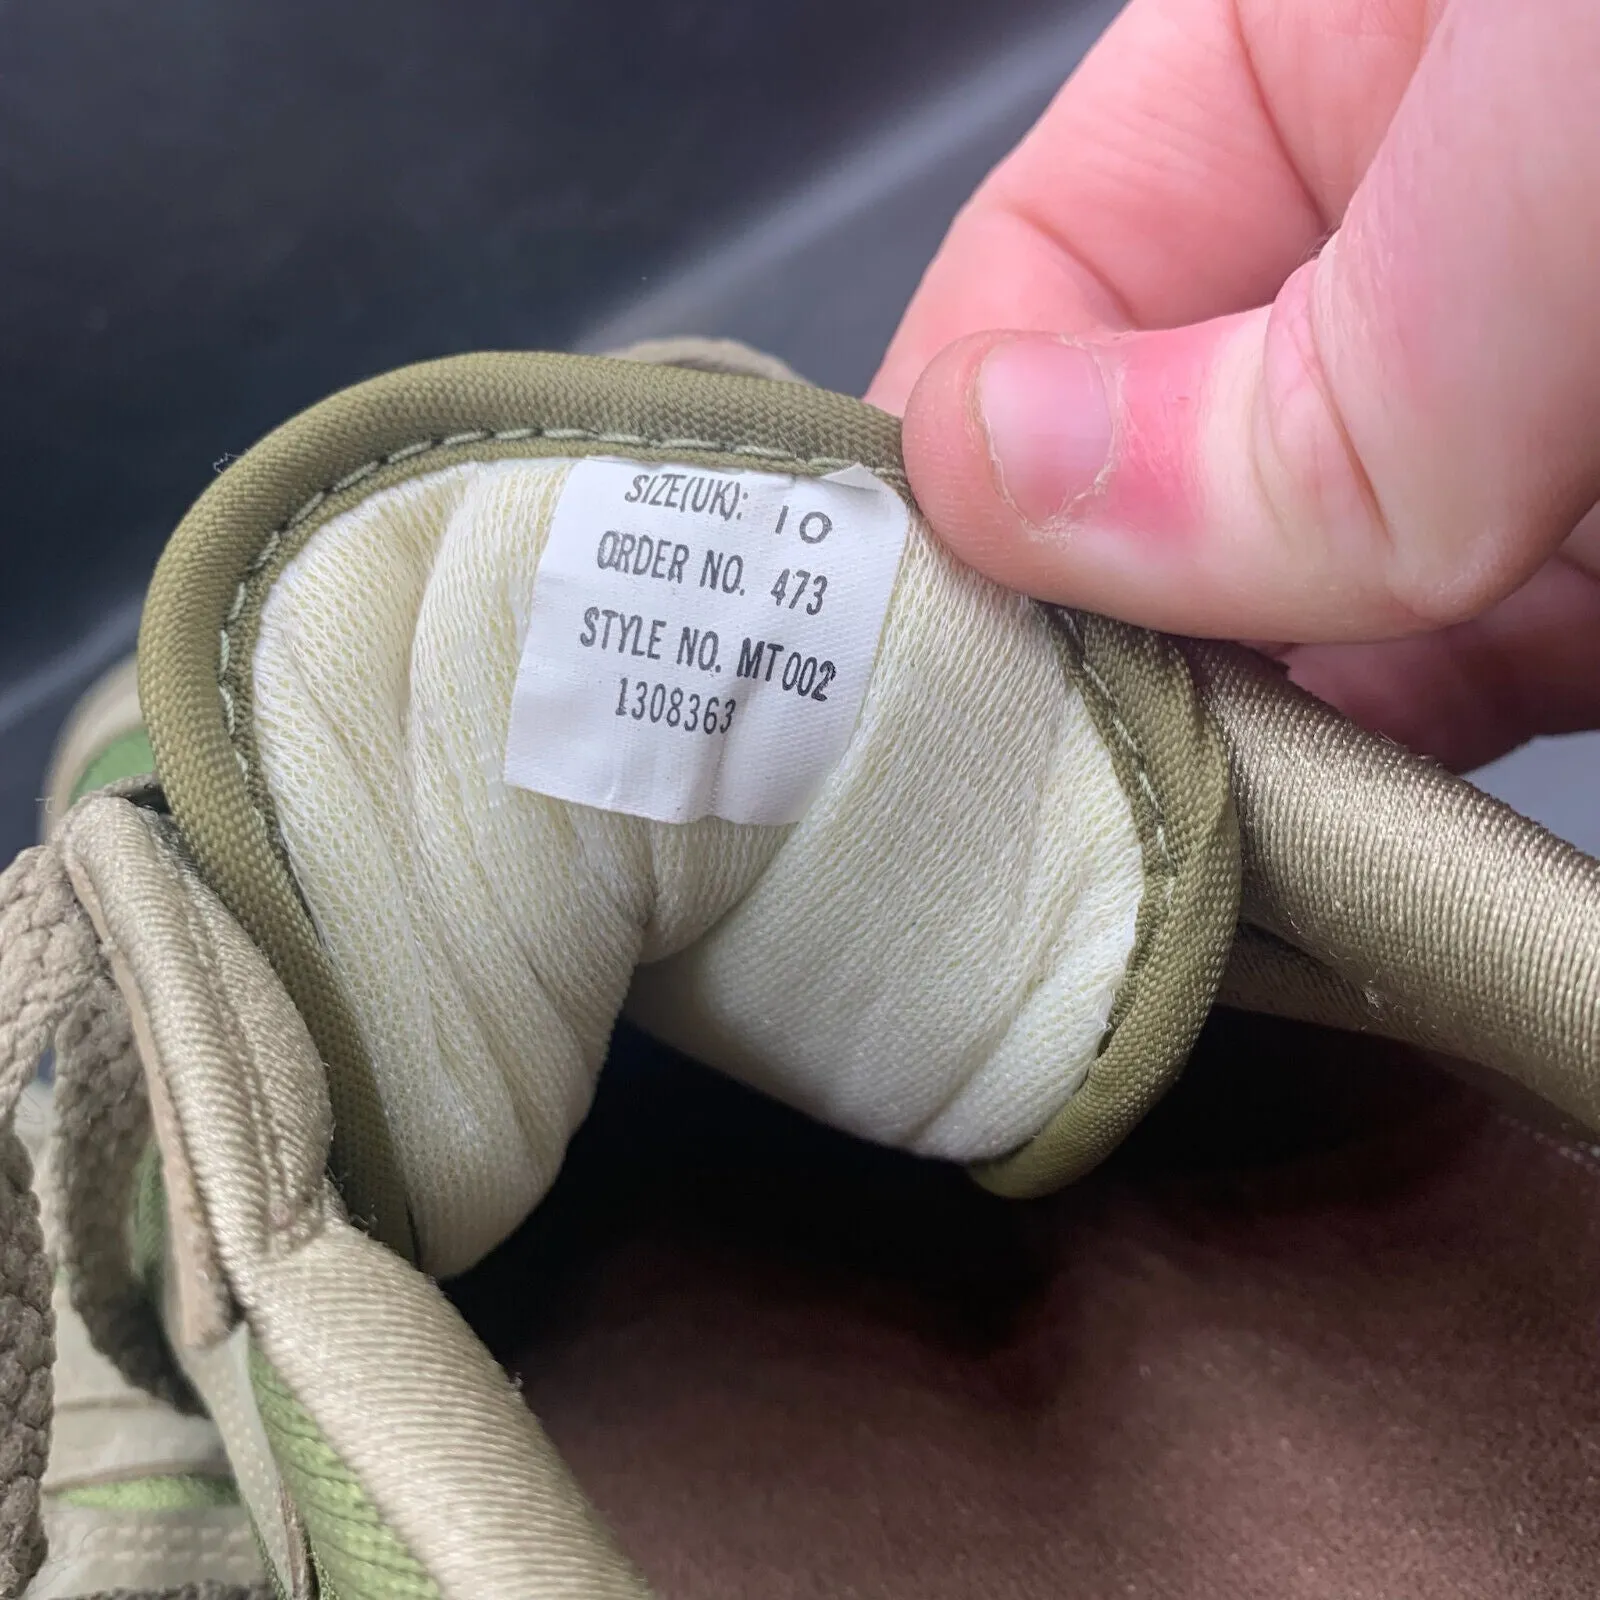 SIZE(UK): 10
ORDER NO. 473
STYLE NO. MT002
1308363